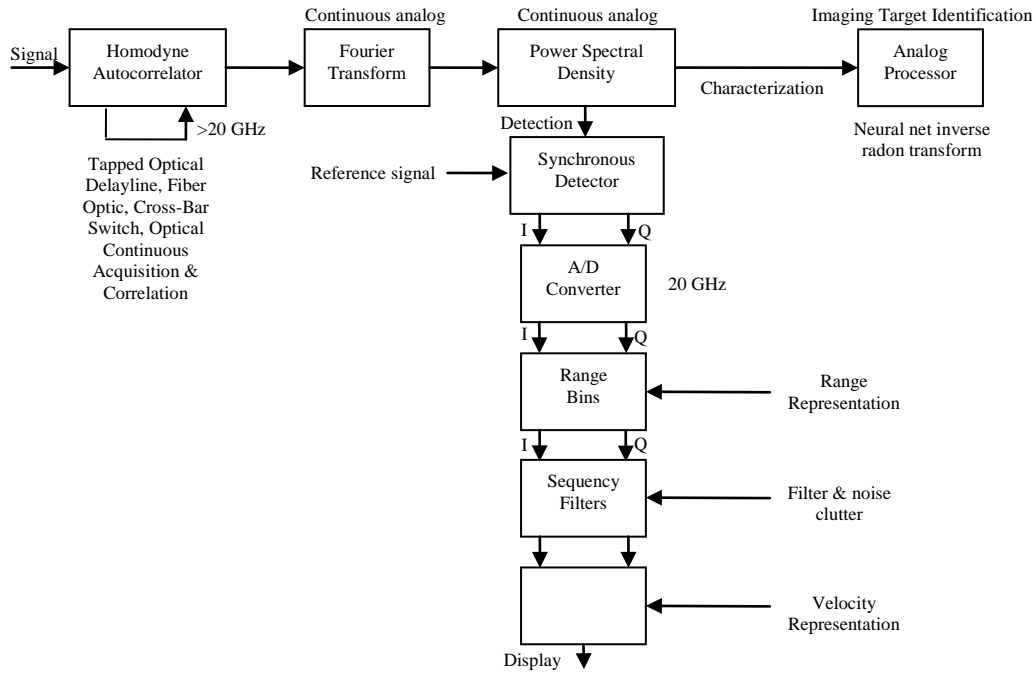 Continuous analog
Continuous analog
Imaging Target Identification
Signal
Homodyne
Autocorrelator
Fourier
Transform
Power Spectral
Density
Analog
Processor
Characterization
>20 GHz
Detection
Neural net inverse
radon transform
Tapped Optical
Delayline, Fiber
Optic, Cross-Bar
Switch, Optical
Continuous
Acquisition &
Correlation
Reference signal
Synchronous
Detector
I
Q
A/D
Converter
20 GHz
I
Q
Range
Bins
Range
Representation
I
Q
Sequency
Filters
Filter & noise
clutter
Velocity
Representation
Display